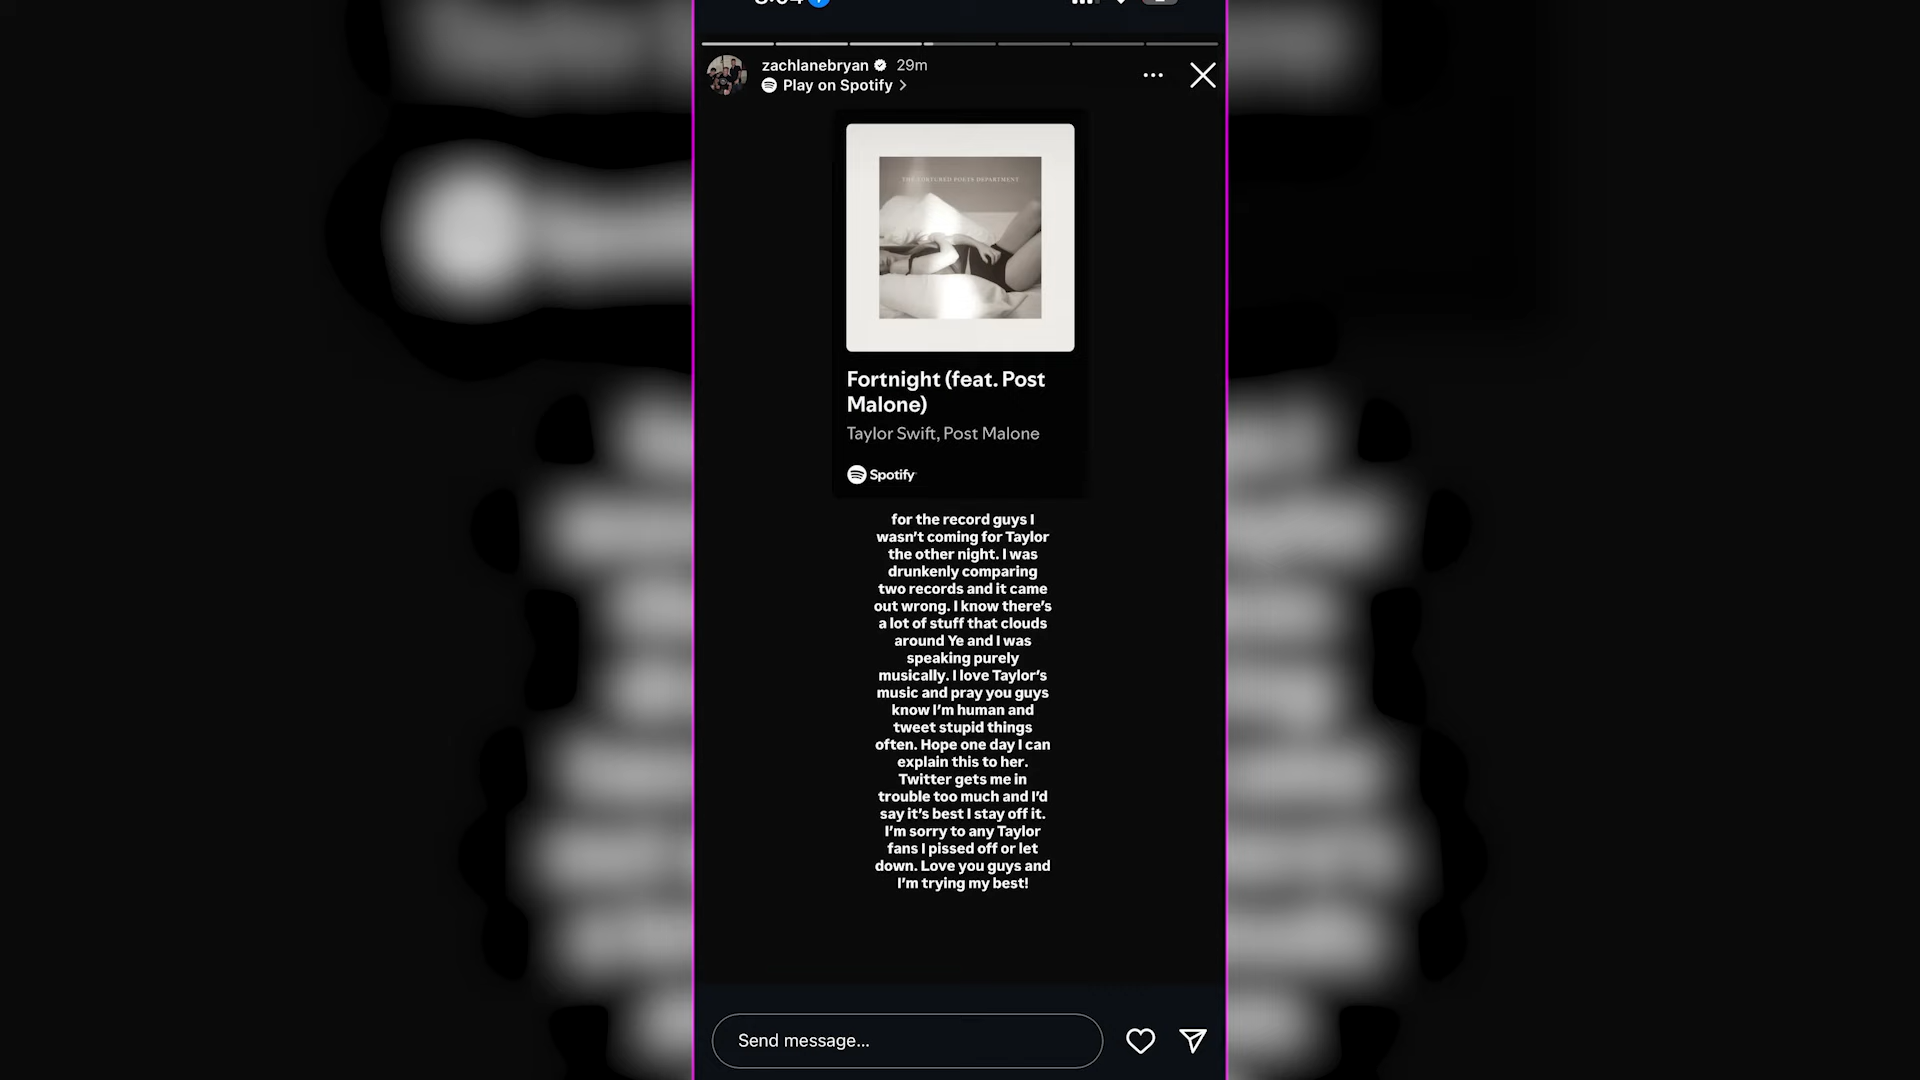 zachlanebryan 29m
Play on Spotify
THE TORTURED POETS DEPARTMENT
Fortnight (feat. Post
Malone)
Taylor Swift, Post Malone
Spotify
for the record guys I
wasn't coming for Taylor
the other night. I was
drunkenly comparing
two records and it came
out wrong. I know there's
a lot of stuff that clouds
around Ye and I was
speaking purely
musically. I love Taylor's
music and pray you guys
know I'm human and
tweet stupid things
often. Hope one day I can
explain this to her.
Twitter gets me in
trouble too much and I'd
say it's best I stay off it.
I'm sorry to any Taylor
fans I pissed off or let
down. Love you guys and
I'm trying my best!
Send message...